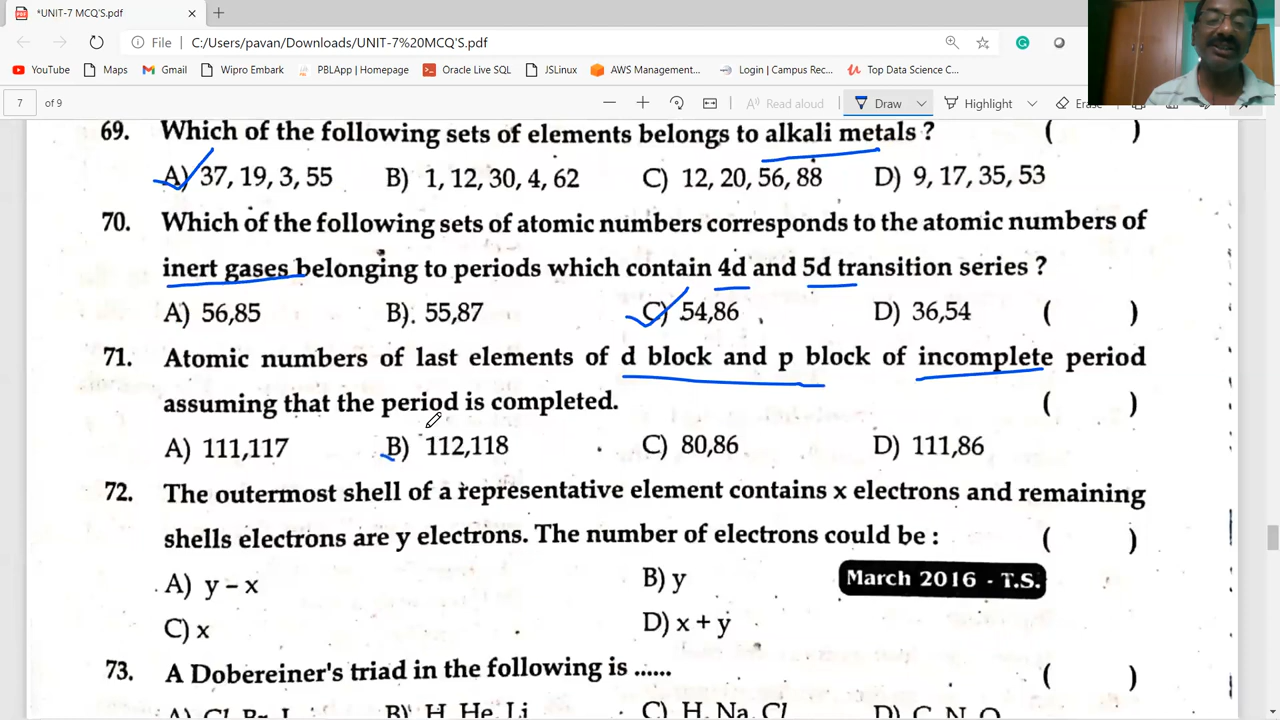 *UNIT-7 MCQ'S.pdf
File C:/Users/pavan/Downloads/UNIT-7%20MCQ'S.pdf
YouTube Maps Gmail Wipro Embark PBLApp | Homepage Oracle Live SQL JSLinux AWS Management... Login | Campus Rec... Top Data Science C...
7 of 9 Read aloud Draw Highlight Erase
69. Which of the following sets of elements belongs to alkali metals ? ( )
A) 37, 19, 3, 55 B) 1, 12, 30, 4, 62 C) 12, 20, 56, 88 D) 9, 17, 35, 53
70. Which of the following sets of atomic numbers corresponds to the atomic numbers of
inert gases belonging to periods which contain 4d and 5d transition series ?
A) 56,85 B). 55,87 C) 54,86 D) 36,54 ( )
71. Atomic numbers of last elements of d block and p block of incomplete period
assuming that the period is completed. ( )
A) 111,117 B) 112,118 C) 80,86 D) 111,86
72. The outermost shell of a representative element contains x electrons and remaining
shells electrons are y electrons. The number of electrons could be : ( )
A) y – x B) y March 2016 - T.S.
C) x D) x + y
73. A Dobereiner's triad in the following is ...... ( )
A) Cl, Br, I B) H, He, Li C) H, Na, Cl D) C, N, O